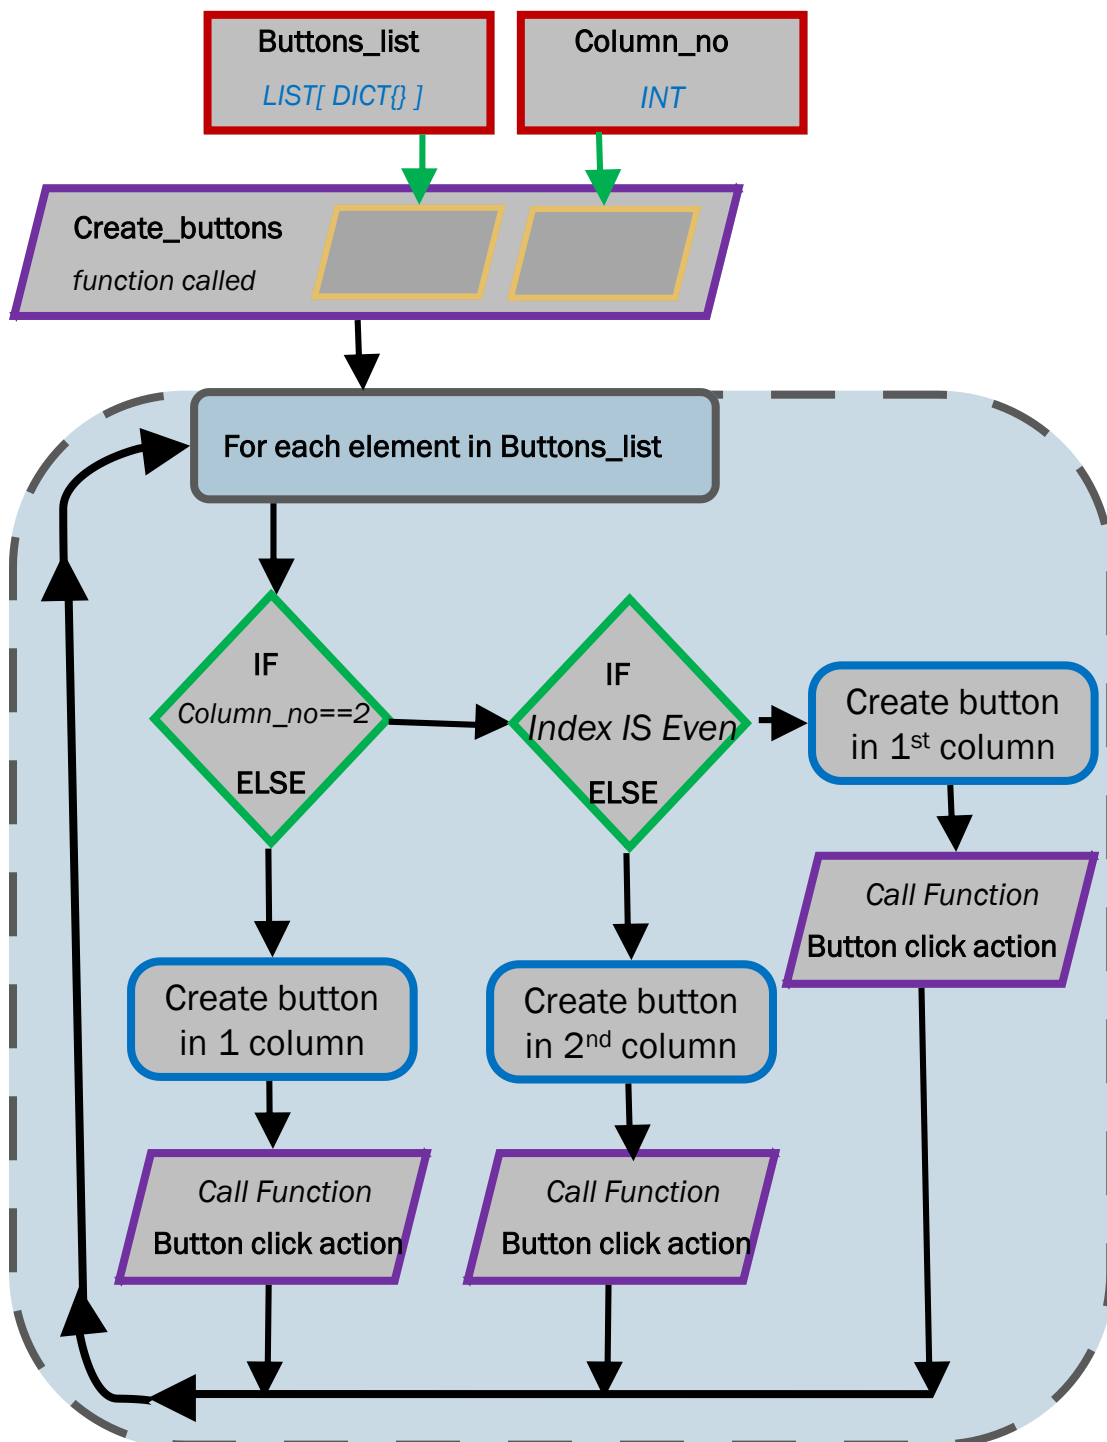 Buttons_list
LIST[ DICT{} ]
Column_no
INT
Create_buttons
function called
For each element in Buttons_list
IF
Column_no==2
ELSE
IF
Index IS Even
ELSE
Create button
in 1st column
Call Function
Button click action
Create button
in 1 column
Create button
in 2nd column
Call Function
Button click action
Call Function
Button click action